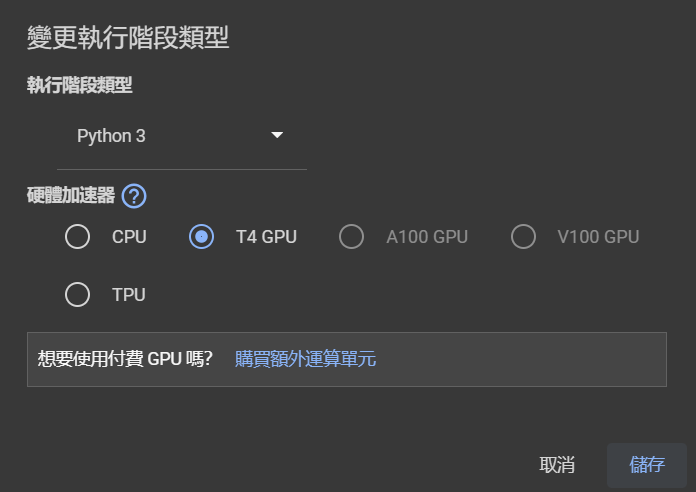 變更執行階段類型
執行階段類型
Python 3
硬體加速器 ?
CPU T4 GPU A100 GPU V100 GPU
TPU
想要使用付費 GPU 嗎? 購買額外運算單元
取消 儲存